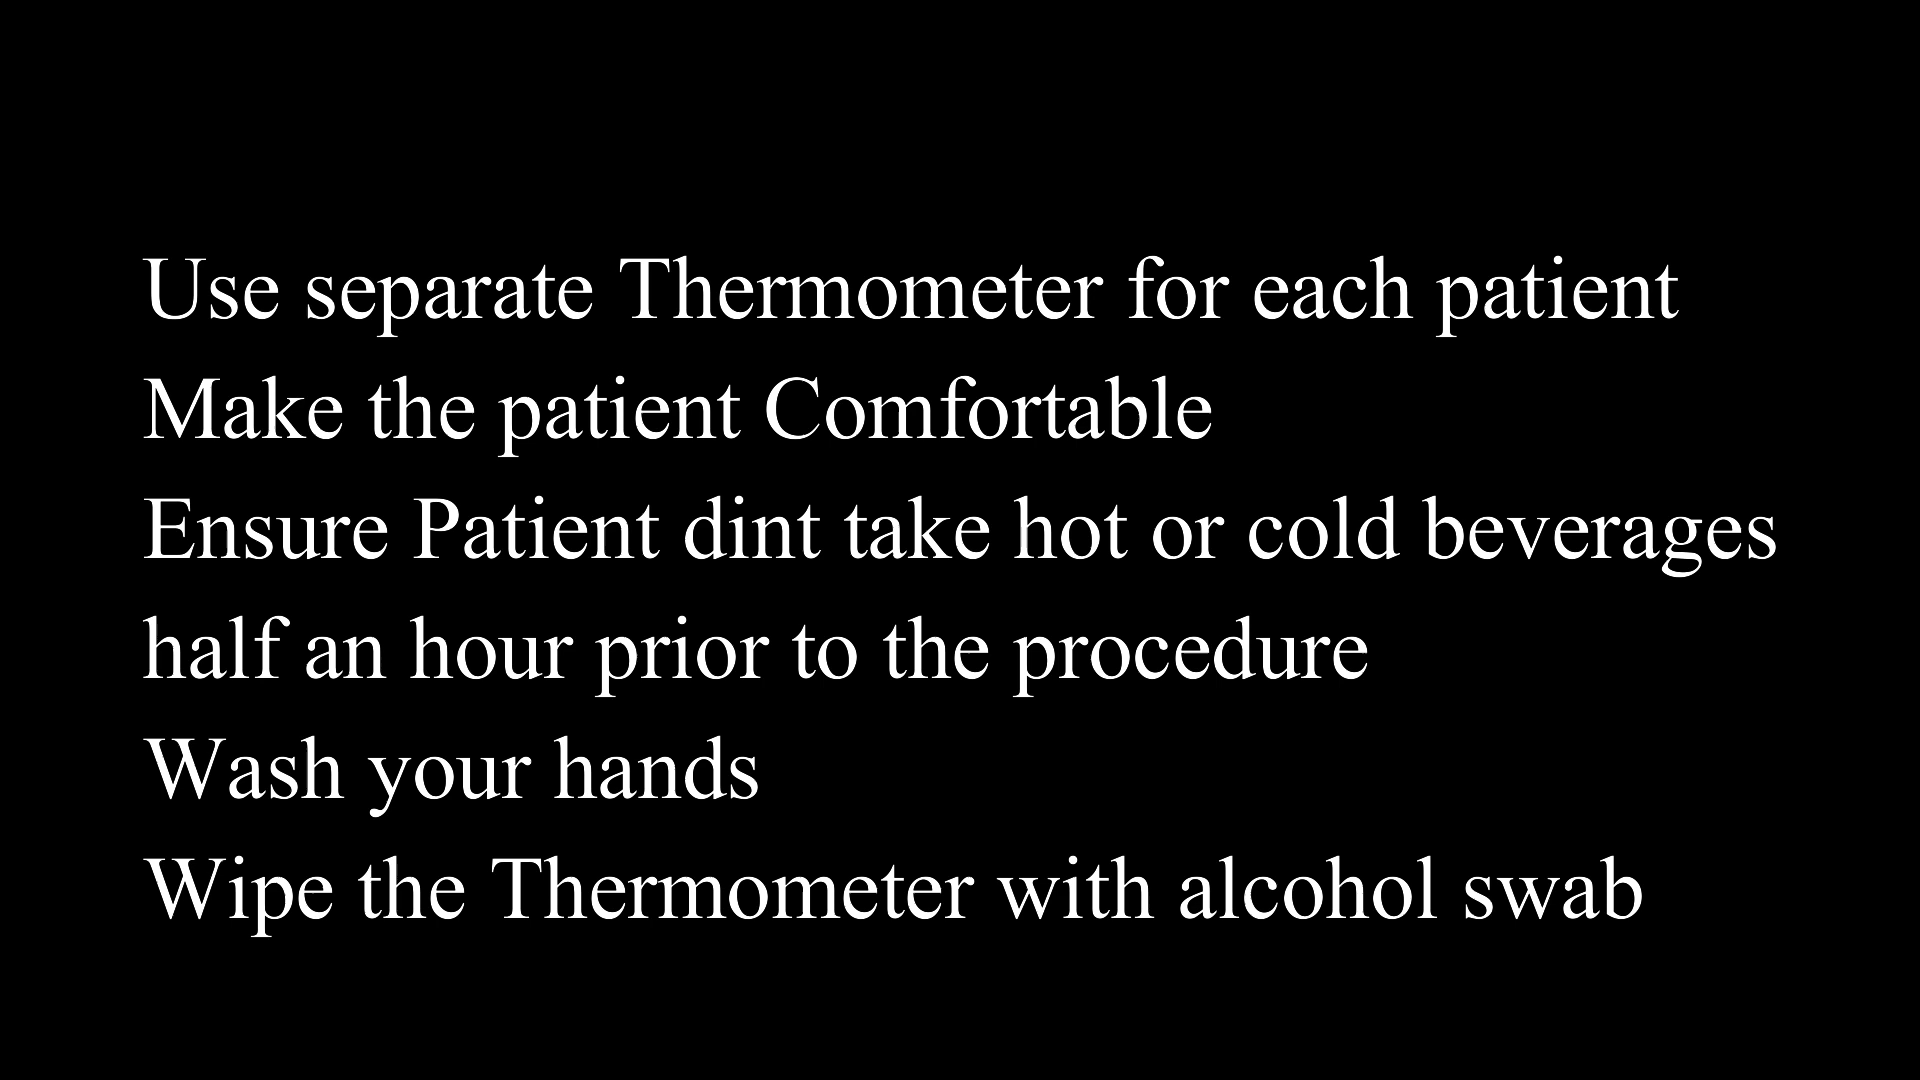 Use separate Thermometer for each patient
Make the patient Comfortable
Ensure Patient dint take hot or cold beverages
half an hour prior to the procedure
Wash your hands
Wipe the Thermometer with alcohol swab